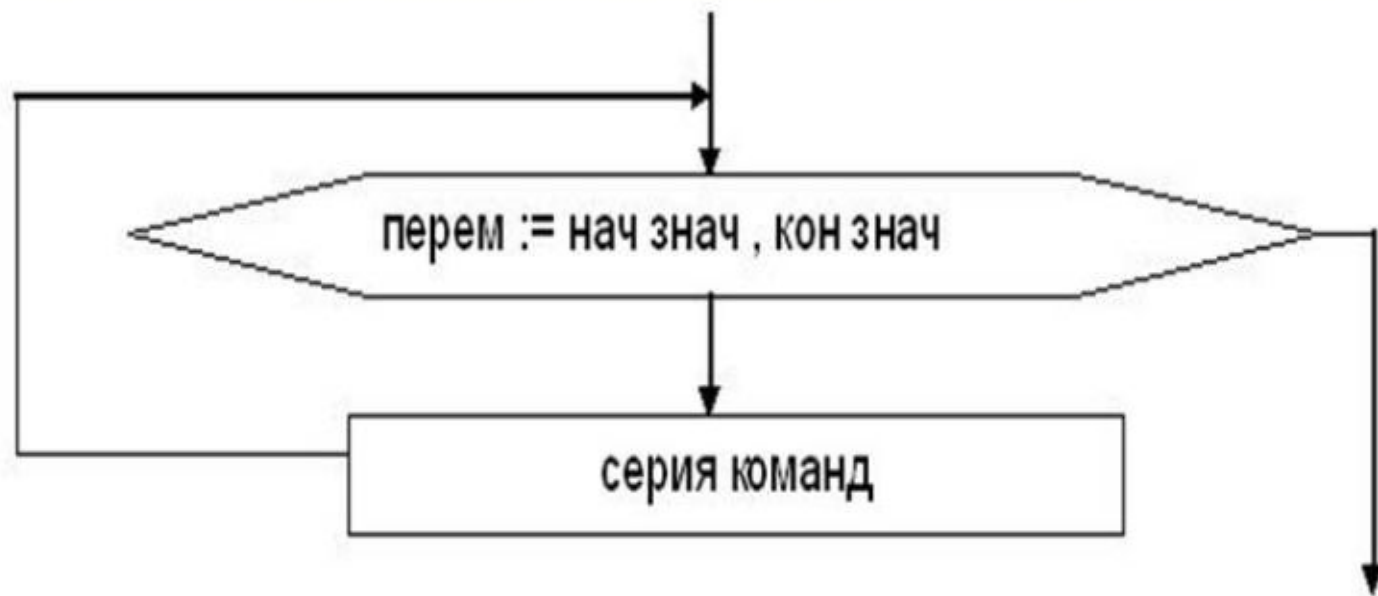 перем := нач знач , кон знач
серия команд